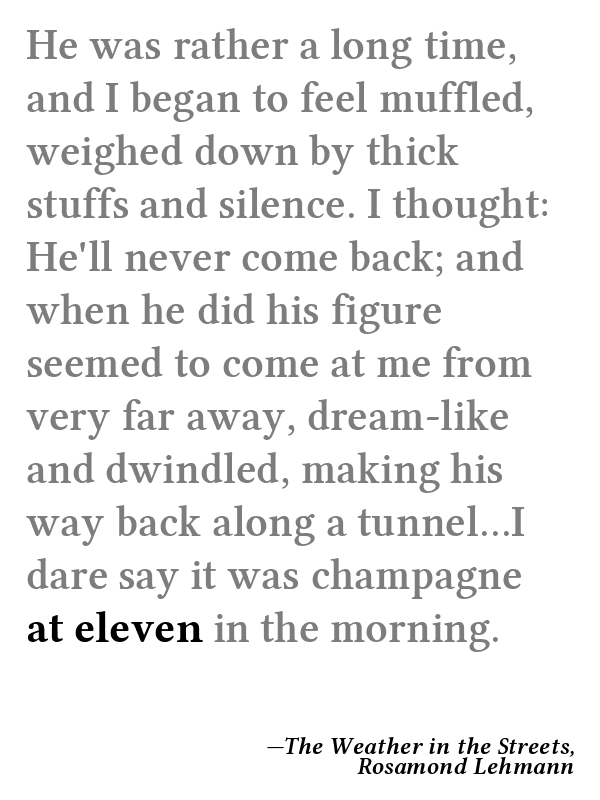 He was rather a long time,
and I began to feel muffled,
weighed down by thick
stuffs and silence. I thought:
He'll never come back; and
when he did his figure
seemed to come at me from
very far away, dream-like
and dwindled, making his
way back along a tunnel...I
dare say it was champagne
at eleven in the morning.
—The Weather in the Streets,
Rosamond Lehmann